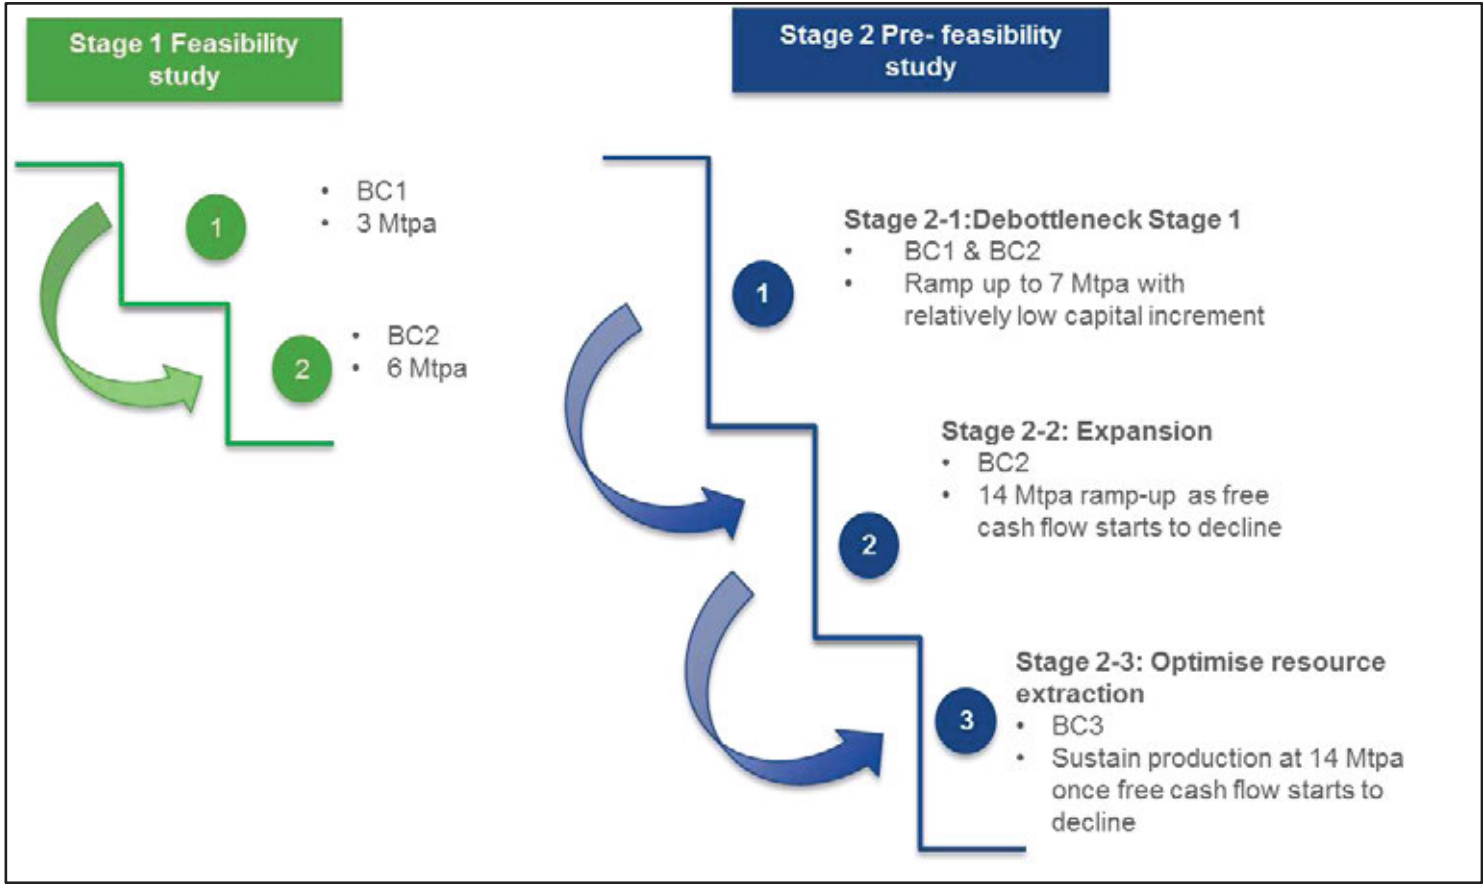 Stage 1 Feasibility
study
1
• BC1
• 3 Mtpa
2
• BC2
• 6 Mtpa
Stage 2 Pre- feasibility
study
1
Stage 2-1:Debottleneck Stage 1
• BC1 & BC2
• Ramp up to 7 Mtpa with
relatively low capital increment
2
Stage 2-2: Expansion
• BC2
• 14 Mtpa ramp-up as free
cash flow starts to decline
3
Stage 2-3: Optimise resource
extraction
• BC3
• Sustain production at 14 Mtpa
once free cash flow starts to
decline